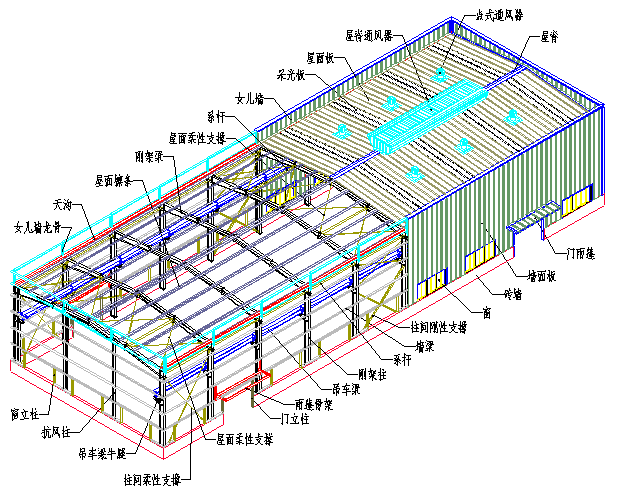 点式通风器
屋脊通风器
屋脊
屋面板
采光板
女儿墙
系杆
屋面柔性支撑
刚架梁
屋面檩条
天沟
女儿墙龙骨
门雨蓬
墙面板
砖墙
窗
柱间刚性支撑
墙梁
系杆
刚架柱
吊车梁
雨蓬骨架
门立柱
屋面柔性支撑
窗立柱
抗风柱
吊车梁牛腿
柱间柔性支撑